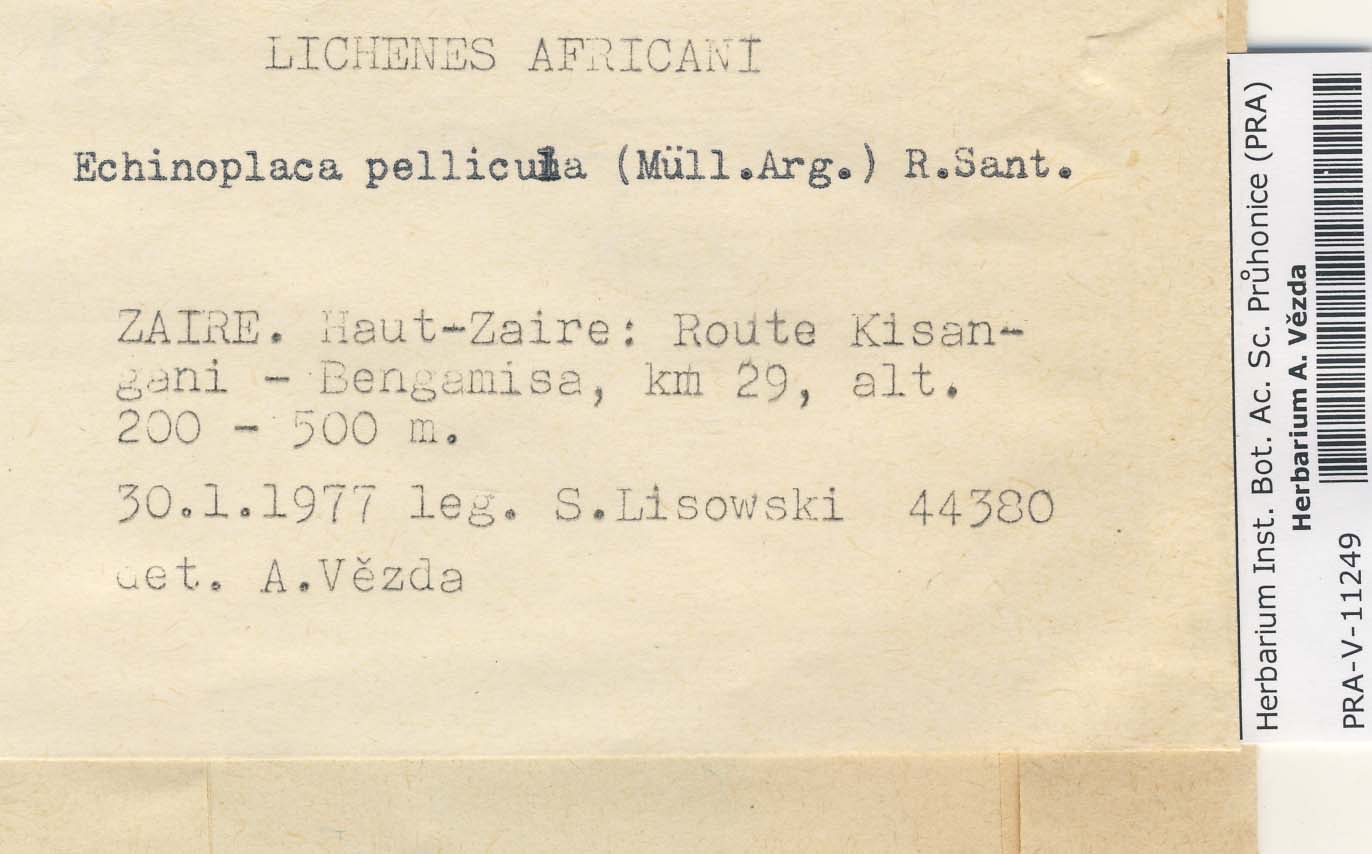 LICHENES AFRICANI
Echinoplaca pellicula (Müll.Arg.) R.Sant.
ZAIRE. Haut-Zaire: Route Kisan-
gani - Bengamisa, km 29, alt.
200 - 500 m.
30.1.1977 leg. S.Lisowski 44380
det. A.Vězda
Herbarium Inst. Bot. Ac. Sc. Průhonice (PRA)
Herbarium A. Vězda
PRA-V-11249